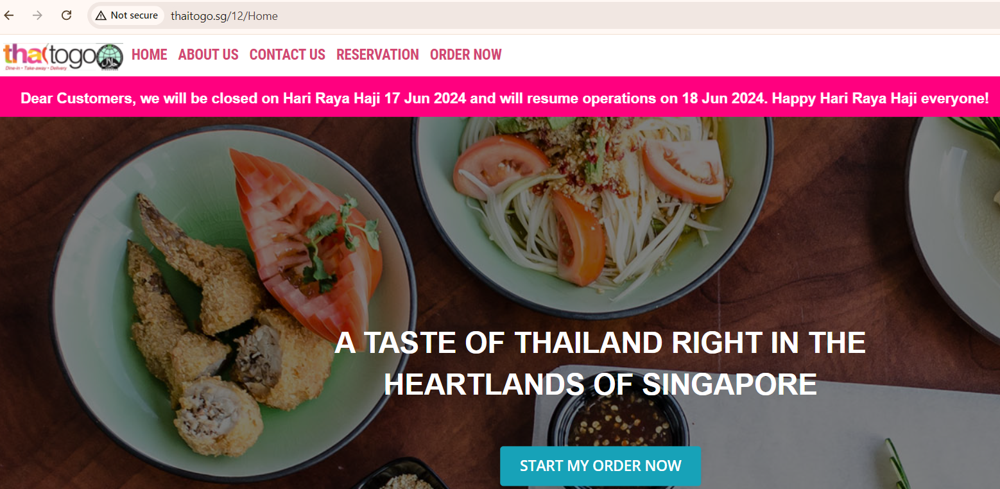 Not secure thaitogo.sg/12/Home
thaitogo
Dine-in • Take-away • Delivery
HOME ABOUT US CONTACT US RESERVATION ORDER NOW
Dear Customers, we will be closed on Hari Raya Haji 17 Jun 2024 and will resume operations on 18 Jun 2024. Happy Hari Raya Haji everyone!
A TASTE OF THAILAND RIGHT IN THE
HEARTLANDS OF SINGAPORE
START MY ORDER NOW